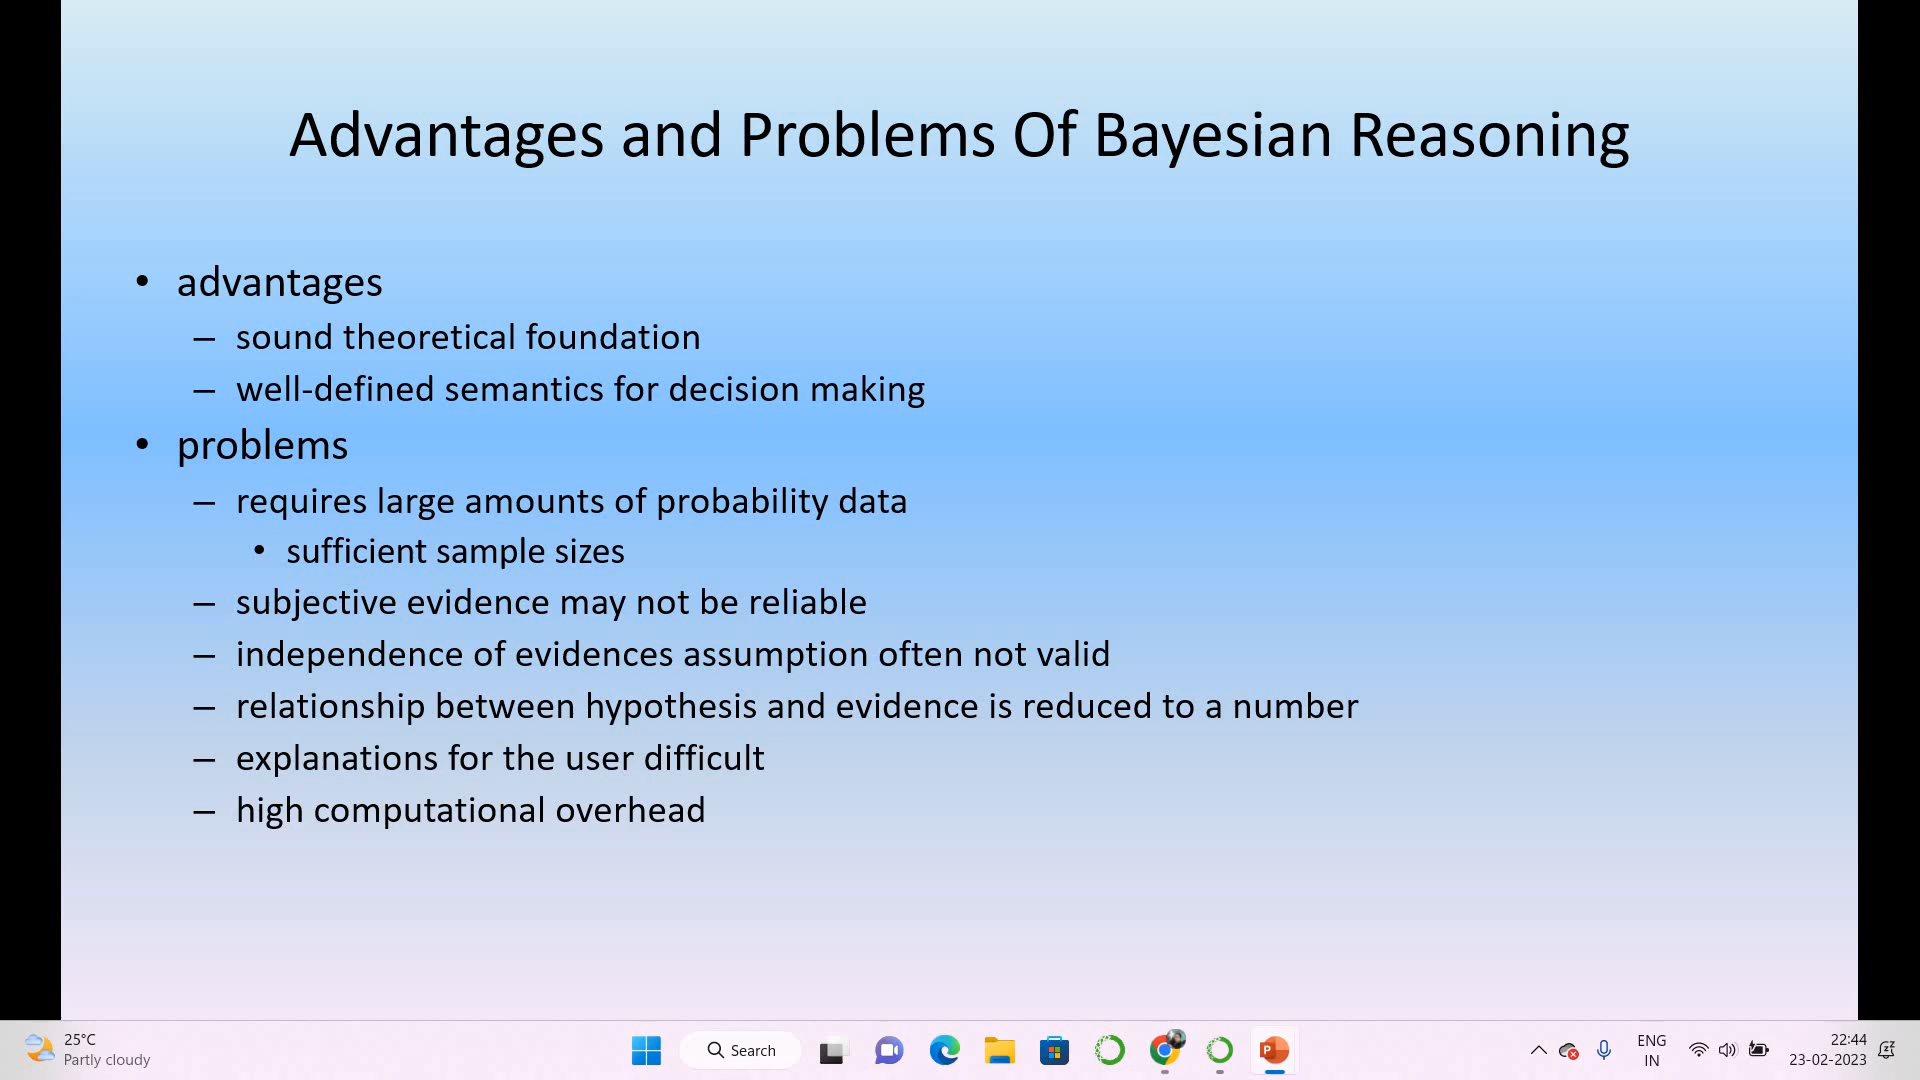 Advantages and Problems Of Bayesian Reasoning
• advantages
– sound theoretical foundation
– well-defined semantics for decision making
• problems
– requires large amounts of probability data
• sufficient sample sizes
– subjective evidence may not be reliable
– independence of evidences assumption often not valid
– relationship between hypothesis and evidence is reduced to a number
– explanations for the user difficult
– high computational overhead
25°C
Partly cloudy
Search
ENG
IN
22:44
23-02-2023